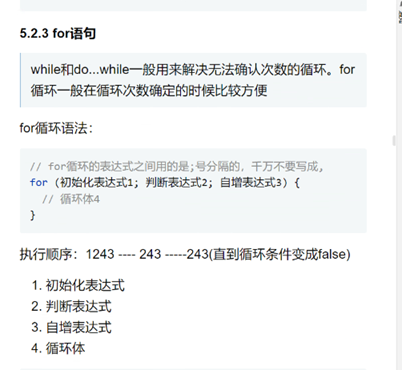 5.2.3 for语句
while和do...while一般用来解决无法确认次数的循环。for
循环一般在循环次数确定的时候比较方便
for循环语法：
// for循环的表达式之间用的是;号分隔的，千万不要写成,
for (初始化表达式1; 判断表达式2; 自增表达式3) {
// 循环体4
}
执行顺序：1243 ---- 243 -----243(直到循环条件变成false)
1. 初始化表达式
2. 判断表达式
3. 自增表达式
4. 循环体